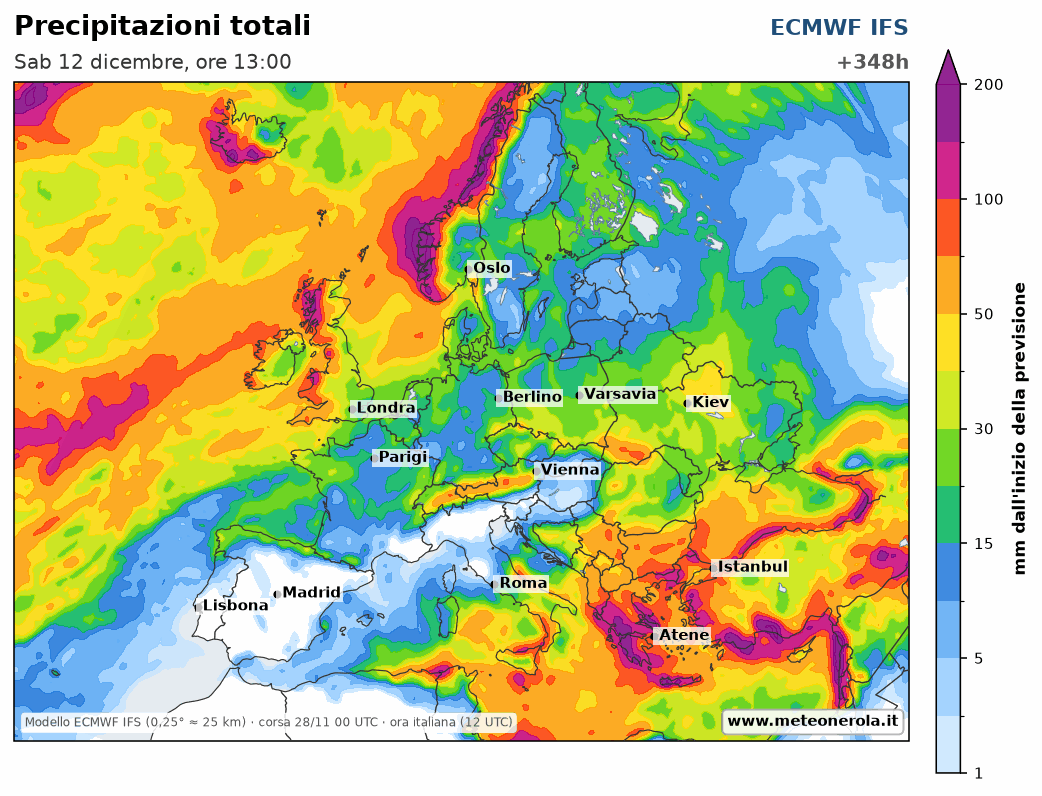 Precipitazioni totali
ECMWF IFS
Sab 12 dicembre, ore 13:00
+348h
200
100
50
30
15
5
1
mm dall'inizio della previsione
Oslo
Berlino
Varsavia
Kiev
Londra
Parigi
Vienna
Istanbul
Roma
Madrid
Lisbona
Atene
Modello ECMWF IFS (0,25° ≈ 25 km) · corsa 28/11 00 UTC · ora italiana (12 UTC)
www.meteonerola.it